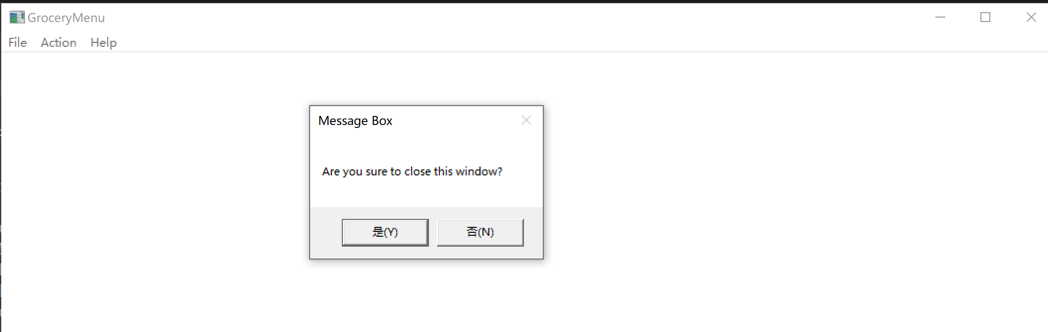 GroceryMenu
File Action Help
Message Box
Are you sure to close this window?
是(Y) 否(N)